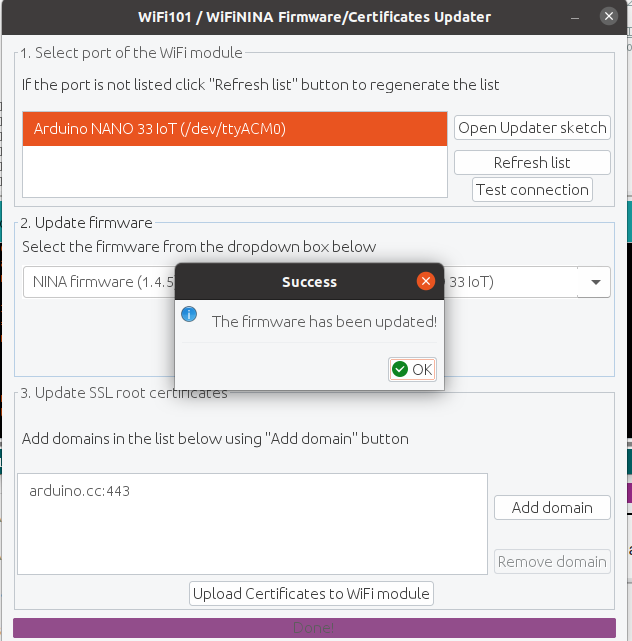 WiFi101 / WiFiNINA Firmware/Certificates Updater
1. Select port of the WiFi module
If the port is not listed click "Refresh list" button to regenerate the list
Arduino NANO 33 IoT (/dev/ttyACM0)
Open Updater sketch
Refresh list
Test connection
2. Update firmware
Select the firmware from the dropdown box below
NINA firmware (1.4.5
33 IoT)
Success
The firmware has been updated!
OK
3. Update SSL root certificates
Add domains in the list below using "Add domain" button
arduino.cc:443
Add domain
Remove domain
Upload Certificates to WiFi module
Done!